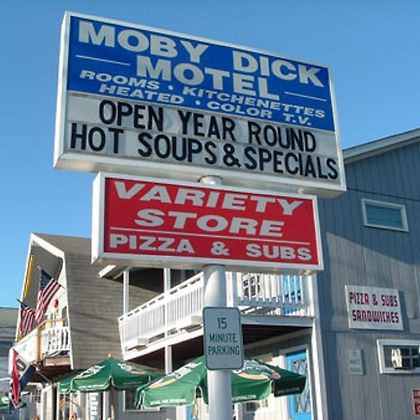 MOBY DICK
MOTEL
ROOMS • KITCHENETTES
HEATED • COLOR T.V.
OPEN YEAR ROUND
HOT SOUPS & SPECIALS
VARIETY
STORE
PIZZA & SUBS
PIZZA & SUBS
SANDWICHES
15
MINUTE
PARKING